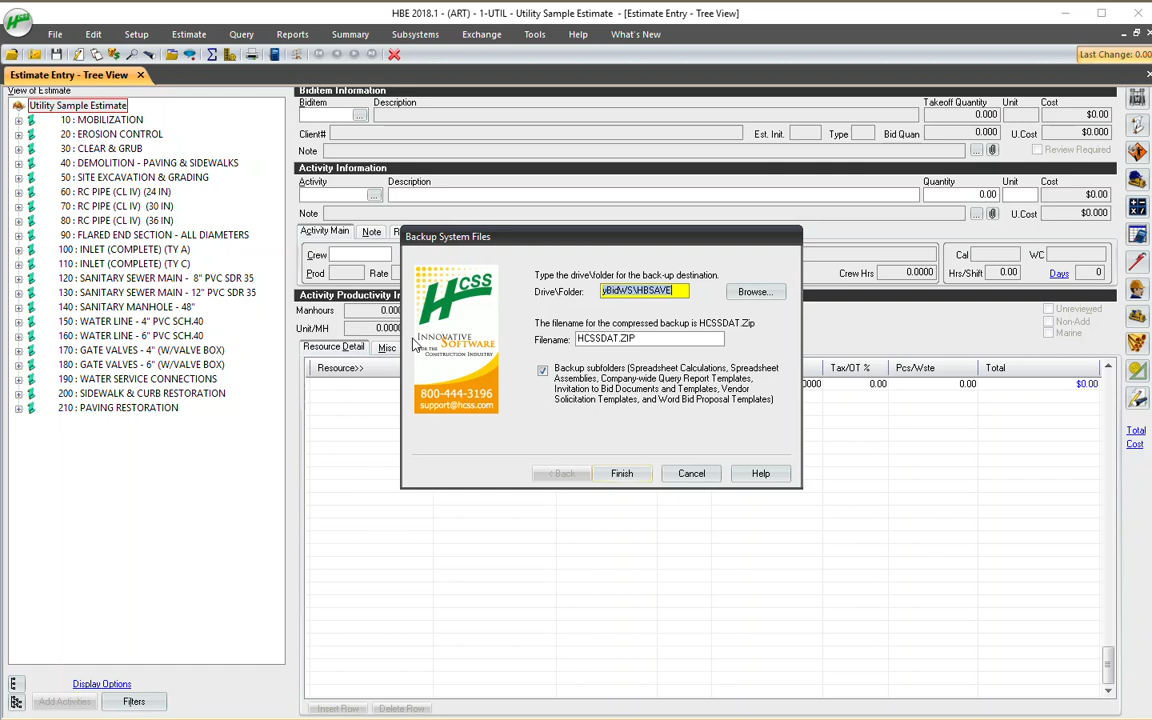 HBE 2018.1 - (ART) - 1-UTIL - Utility Sample Estimate - [Estimate Entry - Tree View]
File Edit Setup Estimate Query Reports Summary Subsystems Exchange Tools Help What's New
Last Change: 0.00
Estimate Entry - Tree View
View of Estimate
Utility Sample Estimate
10 : MOBILIZATION
20 : EROSION CONTROL
30 : CLEAR & GRUB
40 : DEMOLITION - PAVING & SIDEWALKS
50 : SITE EXCAVATION & GRADING
60 : RC PIPE (CL IV) (24 IN)
70 : RC PIPE (CL IV) (30 IN)
80 : RC PIPE (CL IV) (36 IN)
90 : FLARED END SECTION - ALL DIAMETERS
100 : INLET (COMPLETE) (TY A)
110 : INLET (COMPLETE) (TY C)
120 : SANITARY SEWER MAIN - 8" PVC SDR 35
130 : SANITARY SEWER MAIN - 12" PVC SDR 35
140 : SANITARY MANHOLE - 48"
150 : WATER LINE - 4" PVC SCH.40
160 : WATER LINE - 6" PVC SCH.40
170 : GATE VALVES - 4" (W/VALVE BOX)
180 : GATE VALVES - 6" (W/VALVE BOX)
190 : WATER SERVICE CONNECTIONS
200 : SIDEWALK & CURB RESTORATION
210 : PAVING RESTORATION
Display Options
Add Activities Filters
Biditem Information
Biditem Description Takeoff Quantity Unit Cost
0.000 $0.00
Client# Est. Init. Type Bid Quan 0.000 U.Cost $0.00
Note Review Required
Activity Information
Activity Description Quantity Unit Cost
0.00 $0.00
Note U.Cost $0.000
Activity Main Note
Crew Cal WC
Prod Rate Crew Hrs 0.0000 Hrs/Shift 0.00 Days 0
Activity Productivity
Manhours 0.00
Unit/MH 0.0000
Unreviewed
Non-Add
Marine
Resource Detail Misc
Resource>> Tax/OT % Pcs/Wste Total
0000 0.00 0.00 $0.00
Insert Row Delete Row
Total
Cost
Backup System Files
HCSS
INNOVATIVE
SOFTWARE
FOR THE CONSTRUCTION INDUSTRY
800-444-3196
support@hcss.com
Type the drive\folder for the back-up destination.
Drive\Folder: yBidWS\HBSAVE Browse...
The filename for the compressed backup is HCSSDAT.Zip
Filename: HCSSDAT.ZIP
Backup subfolders (Spreadsheet Calculations, Spreadsheet
Assemblies, Company-wide Query Report Templates,
Invitation to Bid Documents and Templates, Vendor
Solicitation Templates, and Word Bid Proposal Templates)
< Back Finish Cancel Help